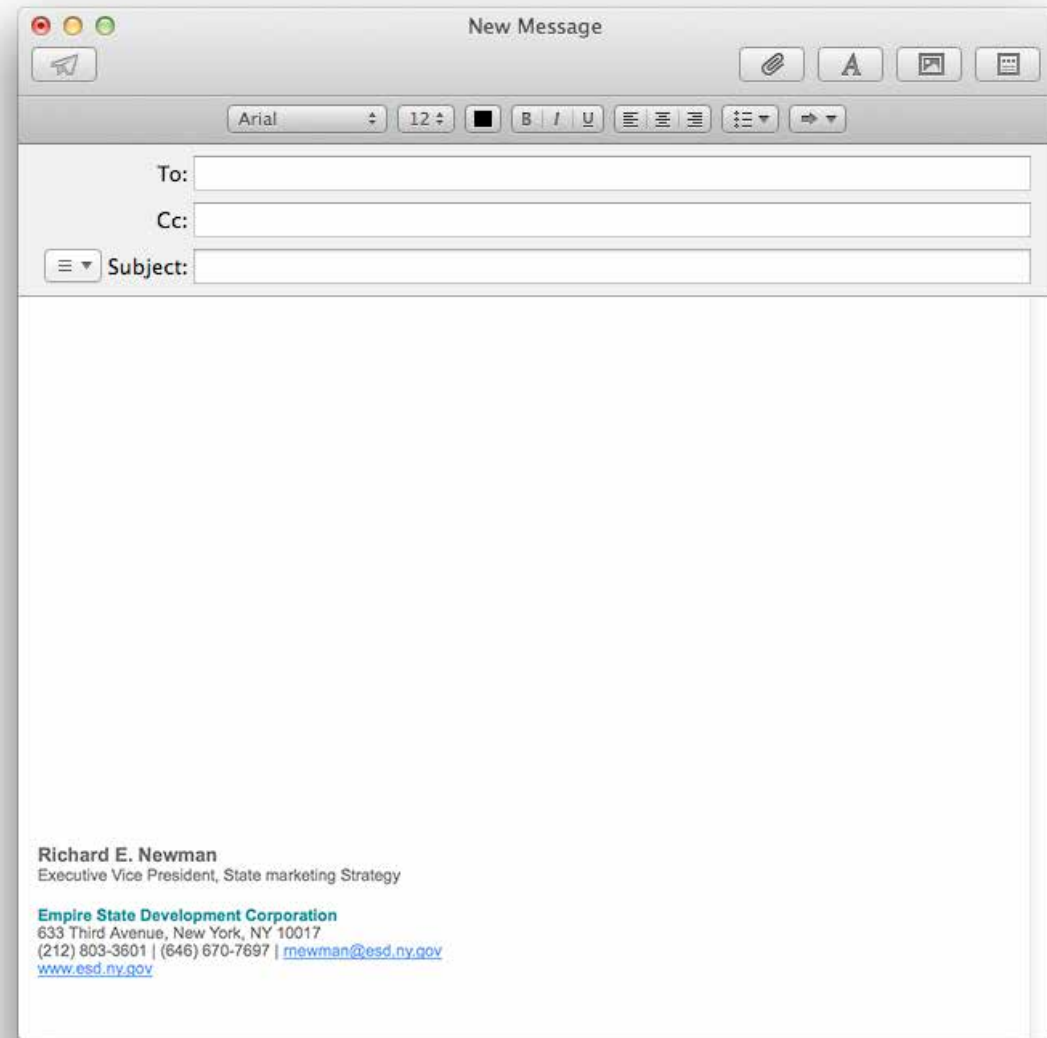 New Message
Arial 12 B I U
To:
Cc:
Subject:
Richard E. Newman
Executive Vice President, State marketing Strategy
Empire State Development Corporation
633 Third Avenue, New York, NY 10017
(212) 803-3601 | (646) 670-7697 | rnewman@esd.ny.gov
www.esd.ny.gov